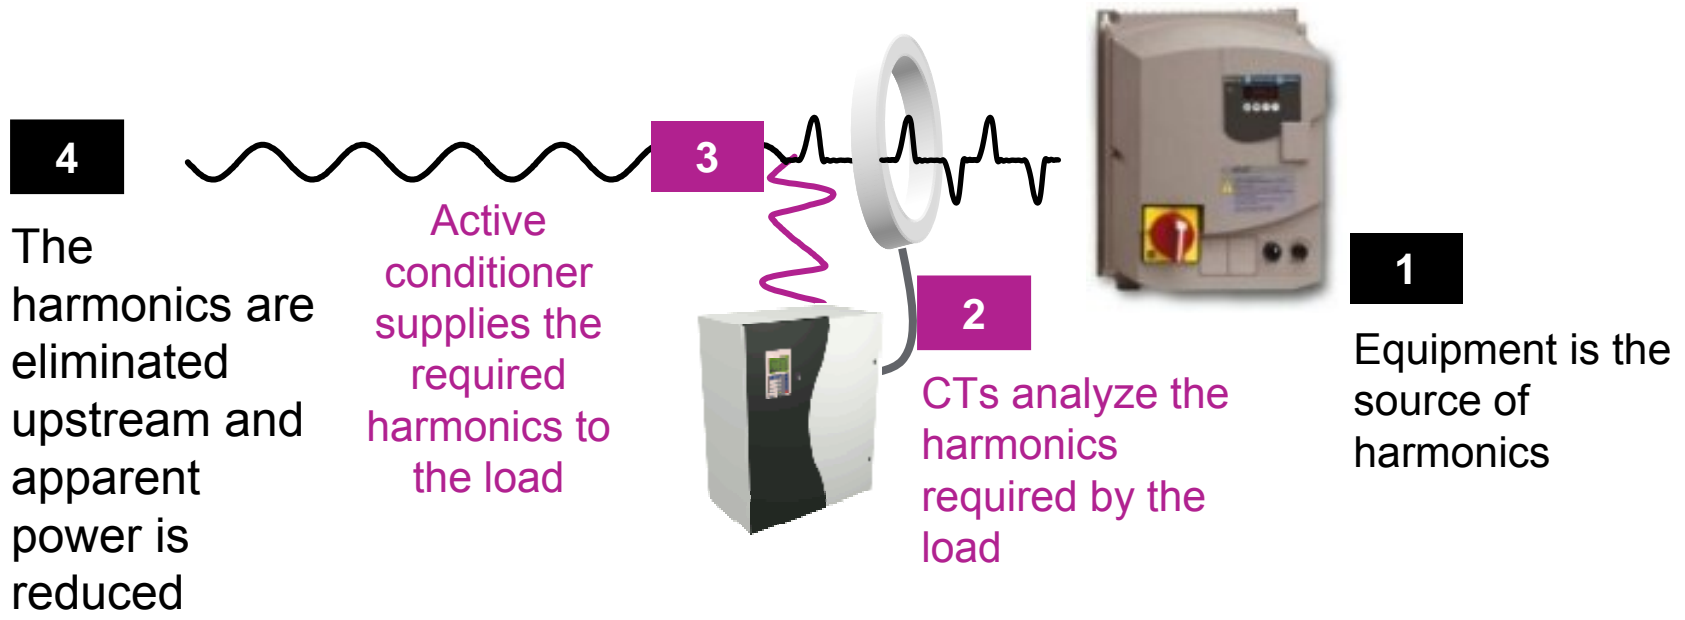 4
The
harmonics are
eliminated
upstream and
apparent
power is
reduced
3
Active
conditioner
supplies the
required
harmonics to
the load
2
CTs analyze the
harmonics
required by the
load
1
Equipment is the
source of
harmonics